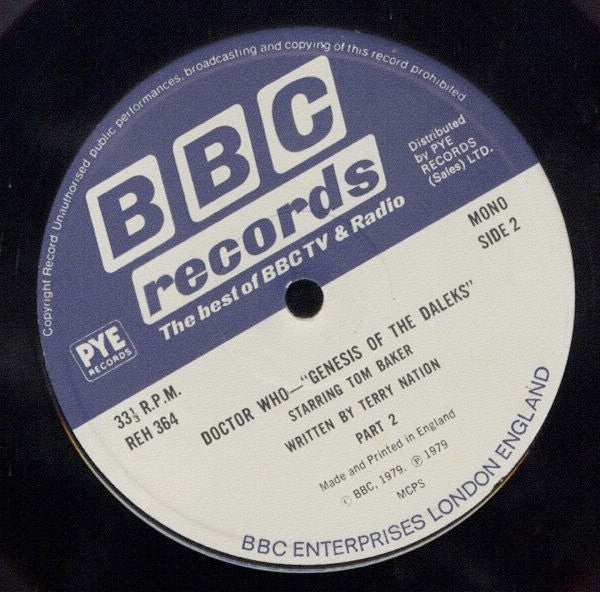 Copyright Record. Unauthorised public performances, broadcasting and copying of this record prohibited
BBC
records
The best of BBC TV & Radio
Distributed
by PYE
RECORDS
(Sales) LTD.
PYE
RECORDS
MONO
SIDE 2
33⅓ R.P.M.
REH 364
DOCTOR WHO—"GENESIS OF THE DALEKS"
STARRING TOM BAKER
WRITTEN BY TERRY NATION
PART 2
Made and Printed in England
© BBC, 1979. ℗ 1979
MCPS
BBC ENTERPRISES LONDON ENGLAND